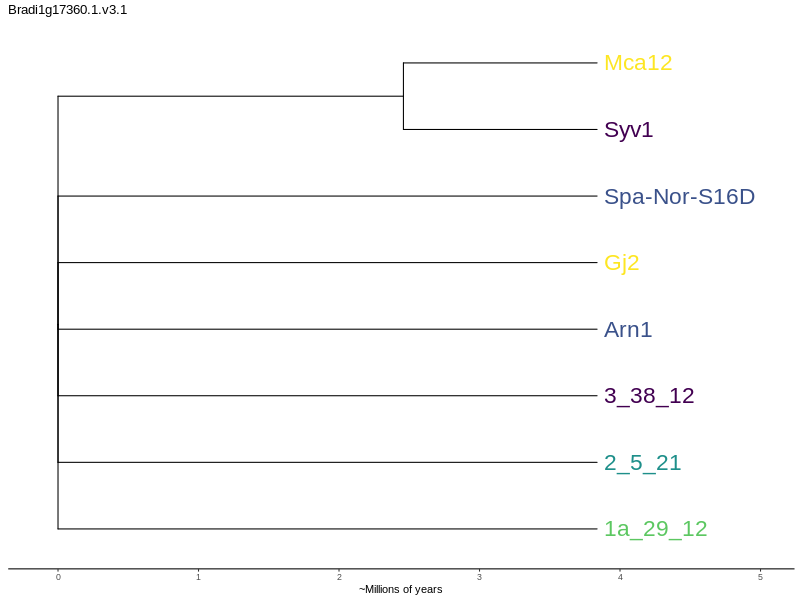 Bradi1g17360.1.v3.1
Mca12
Syv1
Spa-Nor-S16D
Gj2
Arn1
3_38_12
2_5_21
1a_29_12
0 1 2 3 4 5
~Millions of years